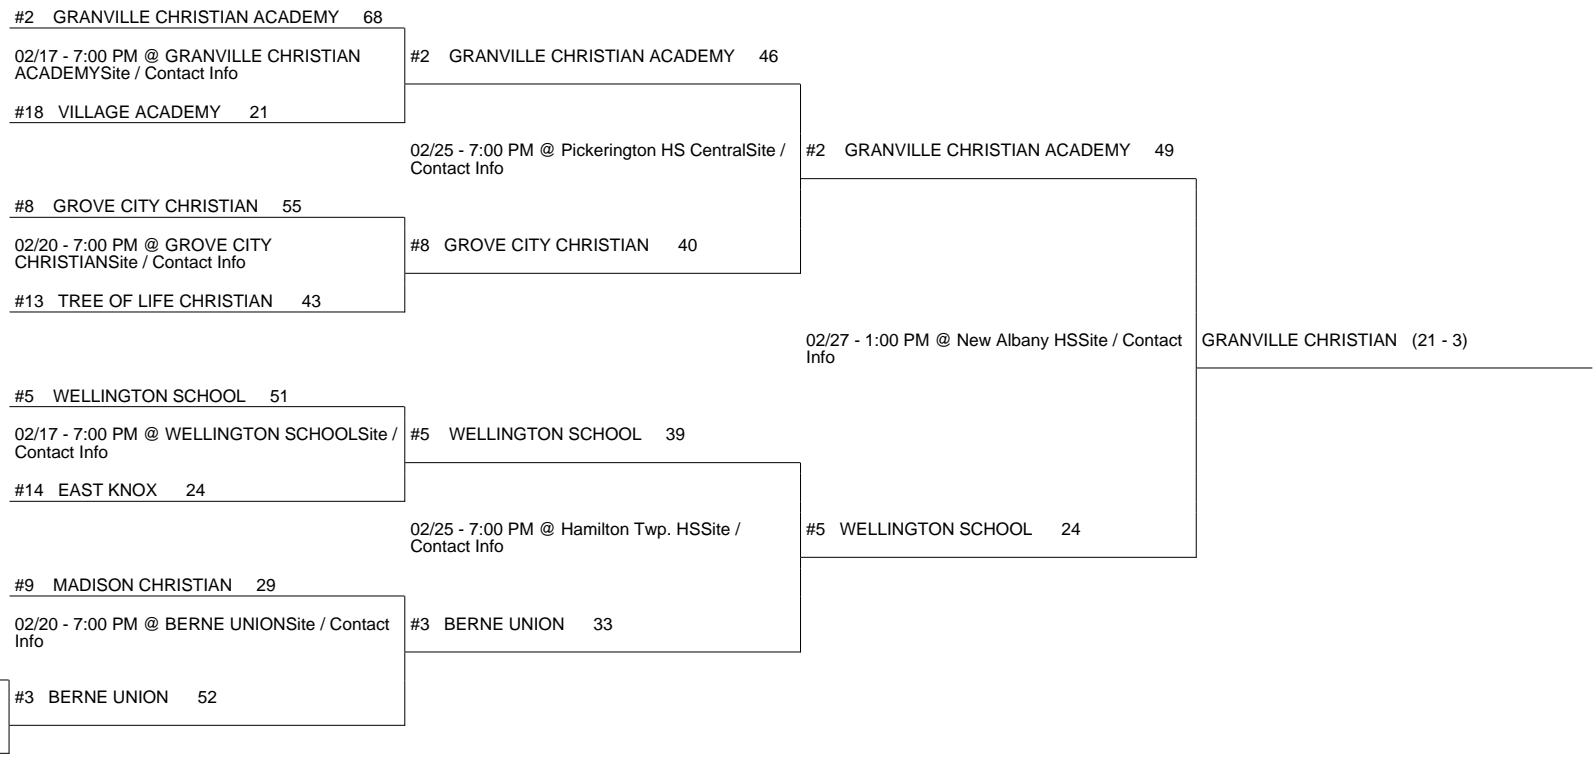 #2 GRANVILLE CHRISTIAN ACADEMY 68
02/17 - 7:00 PM @ GRANVILLE CHRISTIAN
ACADEMYSite / Contact Info
#18 VILLAGE ACADEMY 21
#8 GROVE CITY CHRISTIAN 55
02/20 - 7:00 PM @ GROVE CITY
CHRISTIANSite / Contact Info
#13 TREE OF LIFE CHRISTIAN 43
#5 WELLINGTON SCHOOL 51
02/17 - 7:00 PM @ WELLINGTON SCHOOLSite /
Contact Info
#14 EAST KNOX 24
#9 MADISON CHRISTIAN 29
02/20 - 7:00 PM @ BERNE UNIONSite / Contact
Info
#3 BERNE UNION 52
#2 GRANVILLE CHRISTIAN ACADEMY 46
02/25 - 7:00 PM @ Pickerington HS CentralSite /
Contact Info
#8 GROVE CITY CHRISTIAN 40
#5 WELLINGTON SCHOOL 39
02/25 - 7:00 PM @ Hamilton Twp. HSSite /
Contact Info
#3 BERNE UNION 33
#2 GRANVILLE CHRISTIAN ACADEMY 49
02/27 - 1:00 PM @ New Albany HSSite / Contact
Info
#5 WELLINGTON SCHOOL 24
GRANVILLE CHRISTIAN (21 - 3)